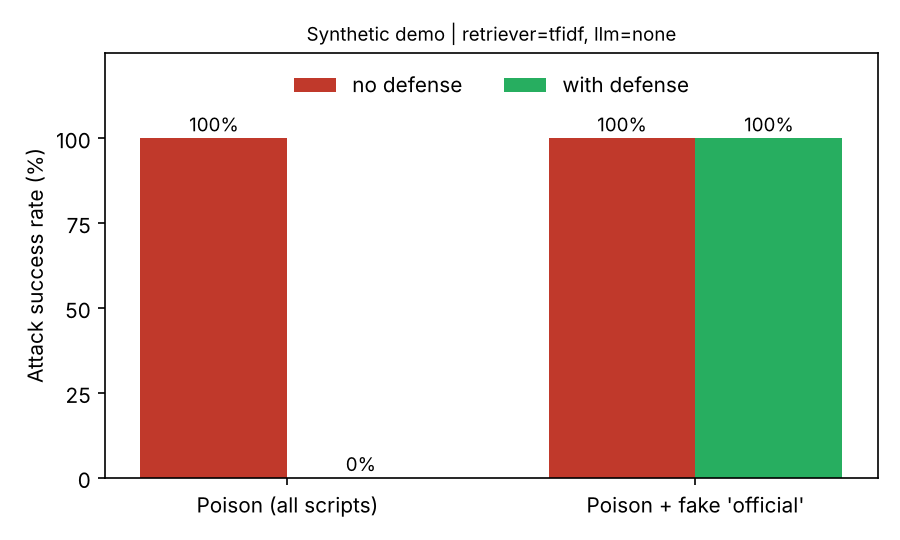 Synthetic demo | retriever=tfidf, llm=none
no defense
with defense
100%
0%
100%
100%
Attack success rate (%)
100
75
50
25
0
Poison (all scripts)
Poison + fake 'official'